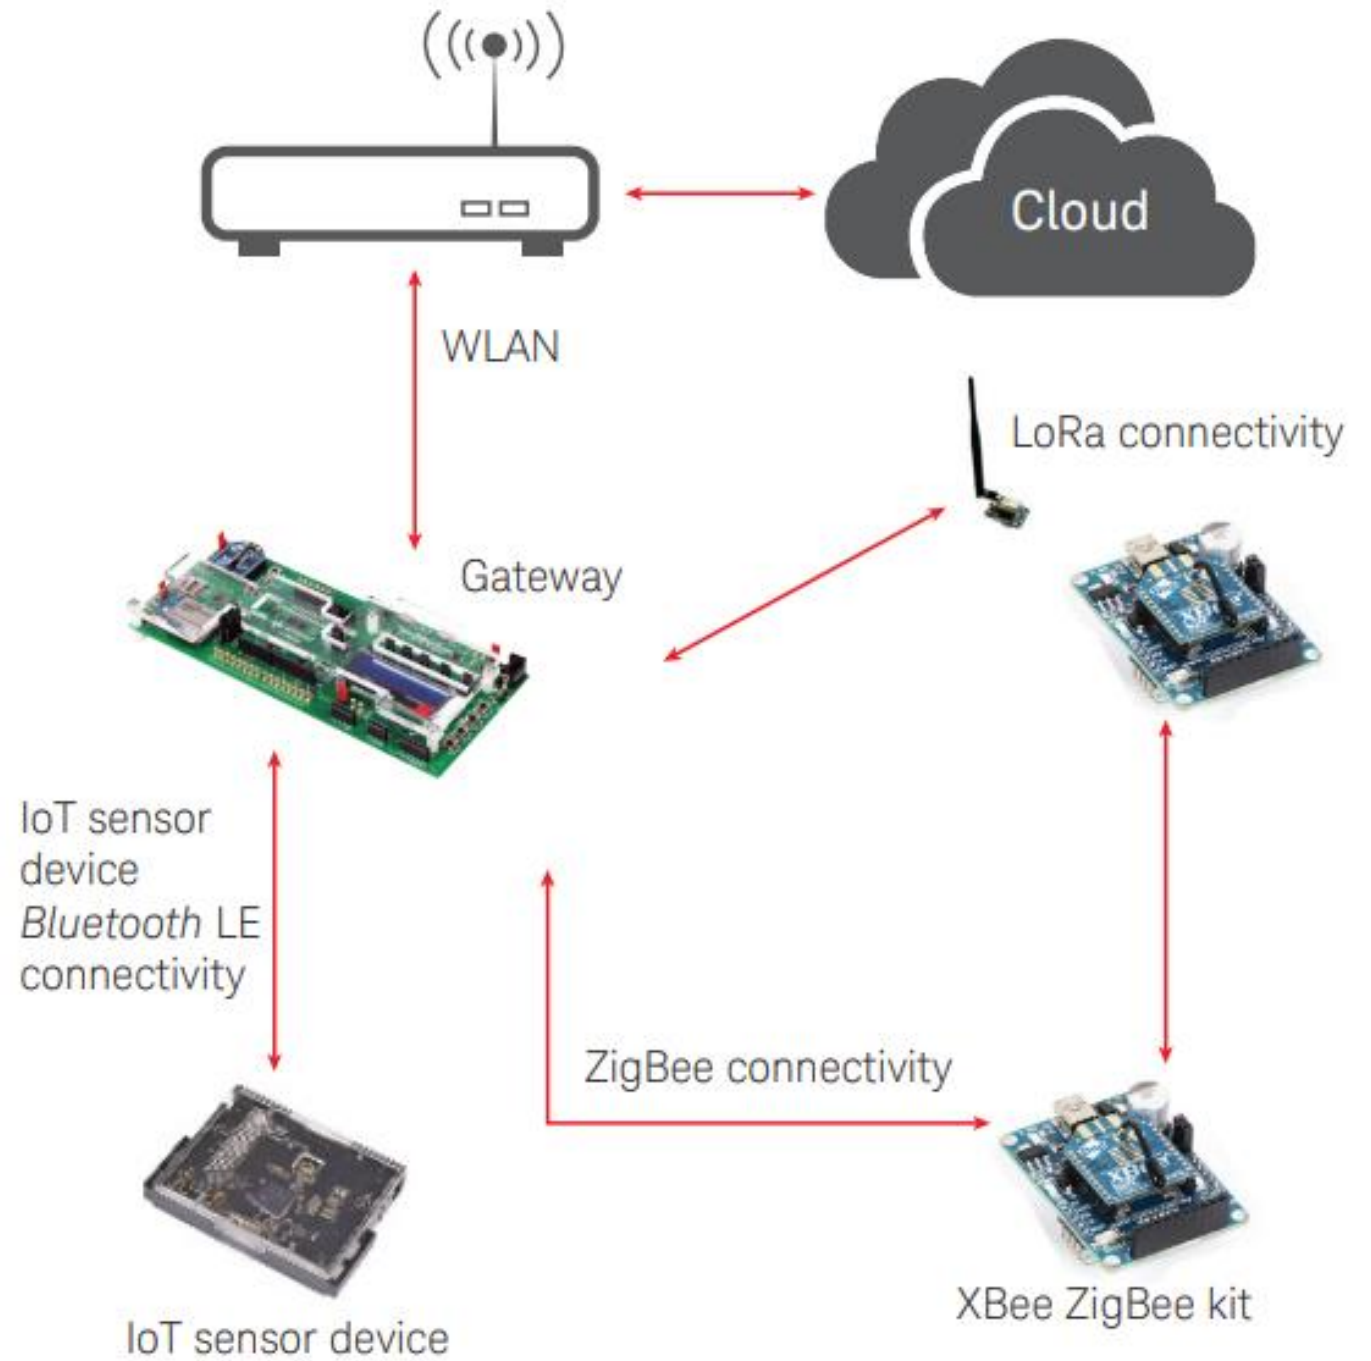 Cloud
WLAN
LoRa connectivity
Gateway
IoT sensor
device
Bluetooth LE
connectivity
ZigBee connectivity
XBee ZigBee kit
IoT sensor device